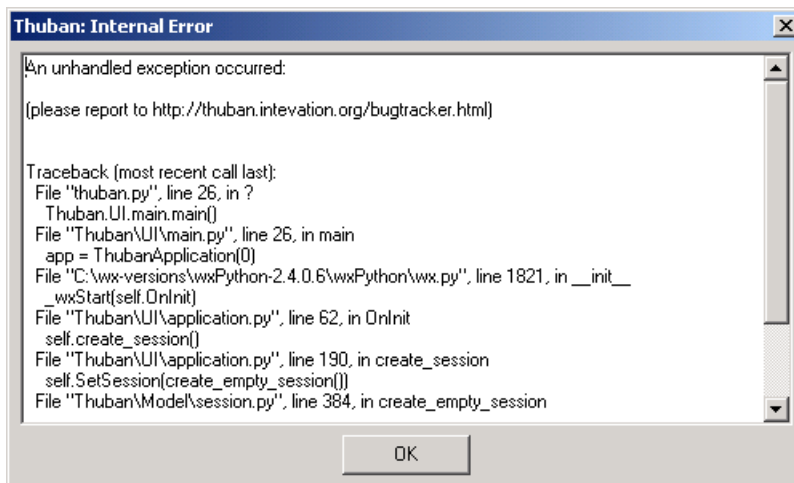 Thuban: Internal Error
An unhandled exception occurred:
(please report to http://thuban.intevation.org/bugtracker.html)
Traceback (most recent call last):
File "thuban.py", line 26, in ?
Thuban.UI.main.main()
File "Thuban\UI\main.py", line 26, in main
app = ThubanApplication(0)
File "C:\wx-versions\wxPython-2.4.0.6\wxPython\wx.py", line 1821, in __init__
_wxStart(self.OnInit)
File "Thuban\UI\application.py", line 62, in OnInit
self.create_session()
File "Thuban\UI\application.py", line 190, in create_session
self.SetSession(create_empty_session())
File "Thuban\Model\session.py", line 384, in create_empty_session
OK